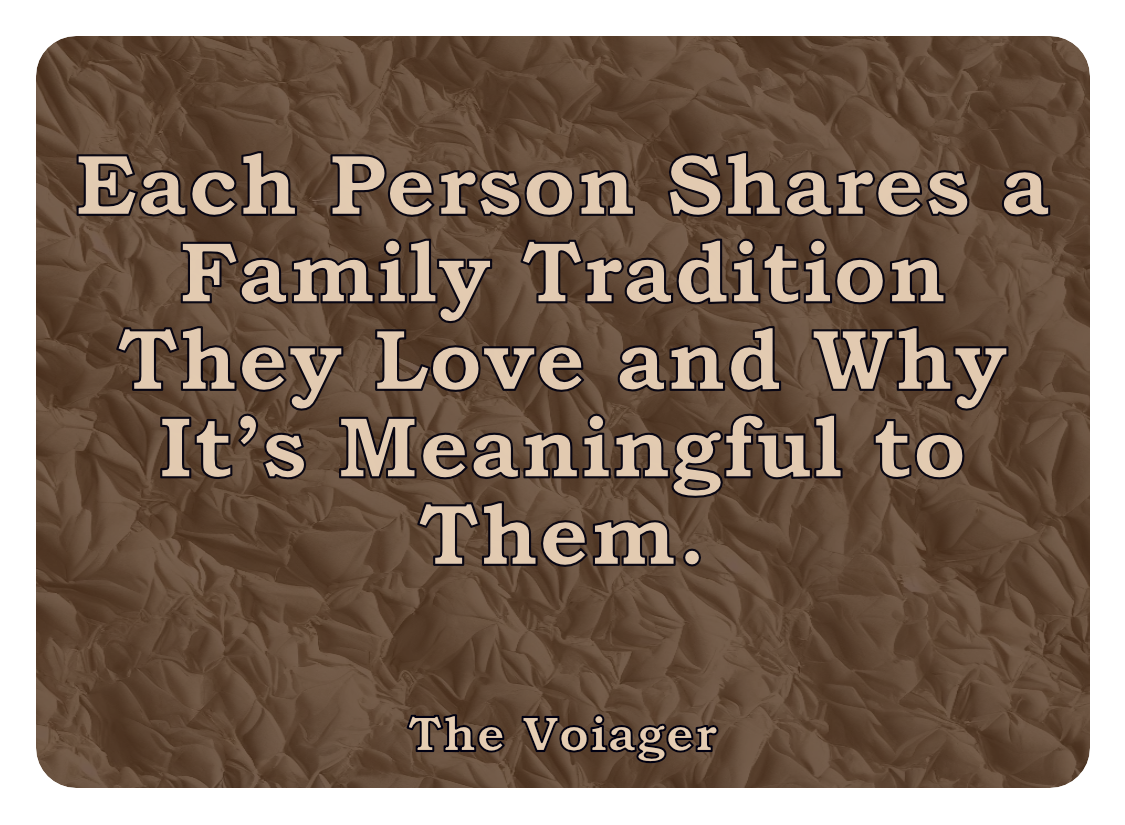 Each Person Shares a
Family Tradition
They Love and Why
It’s Meaningful to
Them.
The Voiager